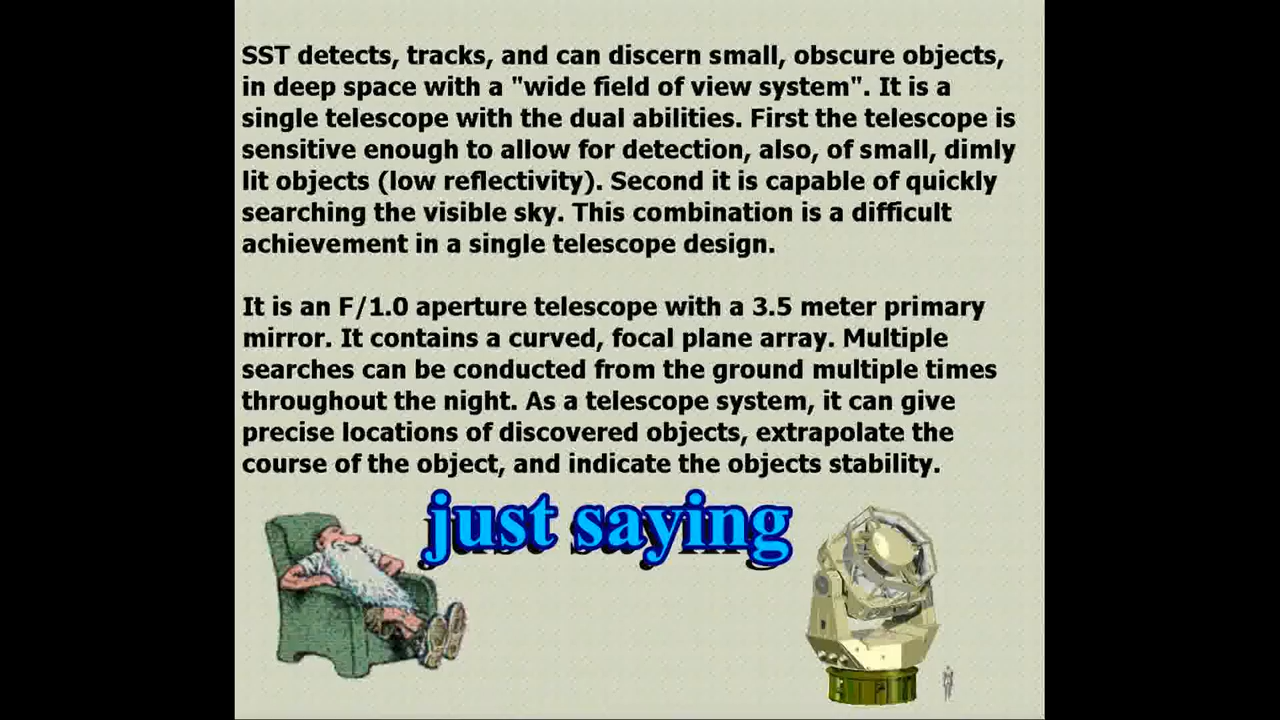 SST detects, tracks, and can discern small, obscure objects,
in deep space with a "wide field of view system". It is a
single telescope with the dual abilities. First the telescope is
sensitive enough to allow for detection, also, of small, dimly
lit objects (low reflectivity). Second it is capable of quickly
searching the visible sky. This combination is a difficult
achievement in a single telescope design.
It is an F/1.0 aperture telescope with a 3.5 meter primary
mirror. It contains a curved, focal plane array. Multiple
searches can be conducted from the ground multiple times
throughout the night. As a telescope system, it can give
precise locations of discovered objects, extrapolate the
course of the object, and indicate the objects stability.
just saying